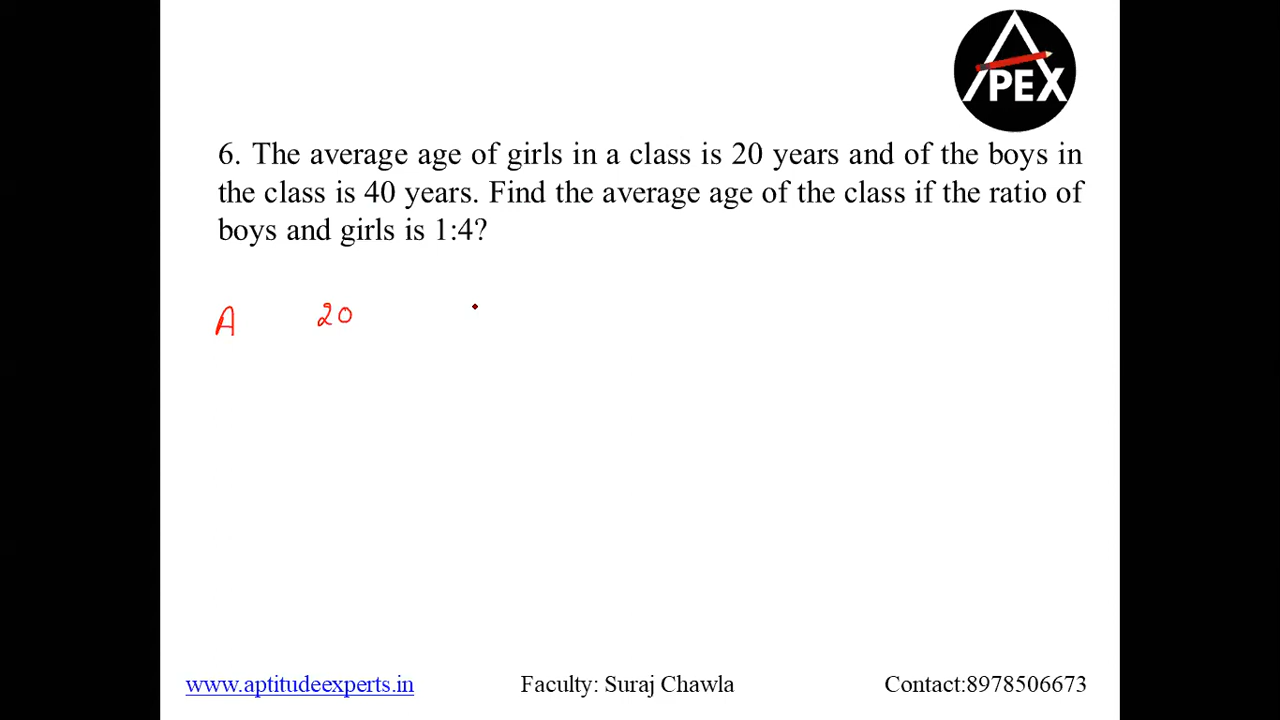 APEX
6. The average age of girls in a class is 20 years and of the boys in
the class is 40 years. Find the average age of the class if the ratio of
boys and girls is 1:4?
A 20
www.aptitudeexperts.in Faculty: Suraj Chawla Contact:8978506673